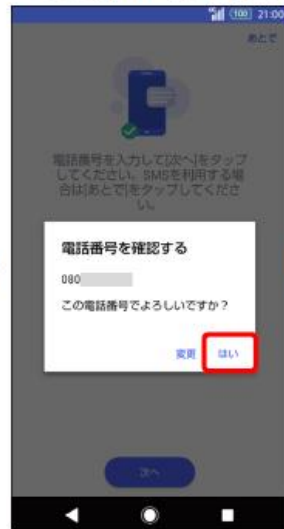 100 21:00
あとで
電話番号を入力して[次へ]をタップ
してください。SMSを利用する場
合は[あとで]をタップしてくださ
い。
電話番号を確認する
080
この電話番号でよろしいですか？
変更 はい
次へ